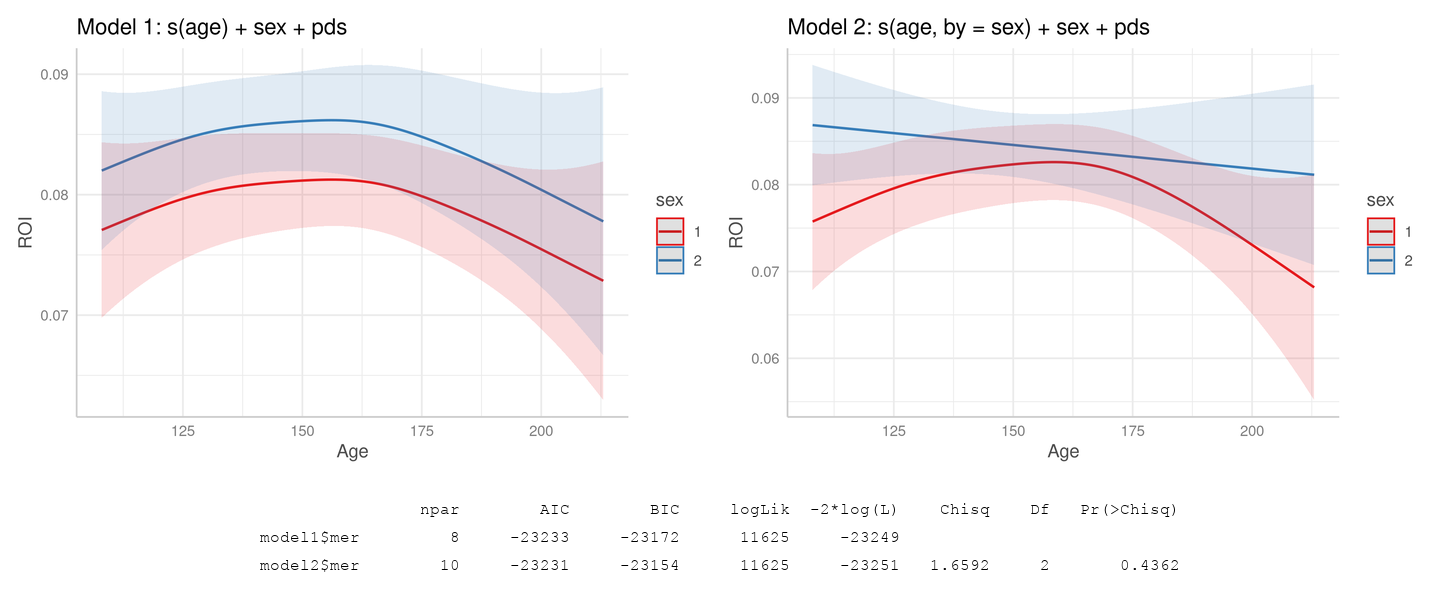 Model 1: s(age) + sex + pds
0.09
0.08
0.07
ROI
125 150 175 200
Age
sex
1
2
Model 2: s(age, by = sex) + sex + pds
0.09
0.08
0.07
0.06
ROI
125 150 175 200
Age
sex
1
2
npar AIC BIC logLik -2*log(L) Chisq Df Pr(>Chisq)
model1$mer 8 -23233 -23172 11625 -23249
model2$mer 10 -23231 -23154 11625 -23251 1.6592 2 0.4362